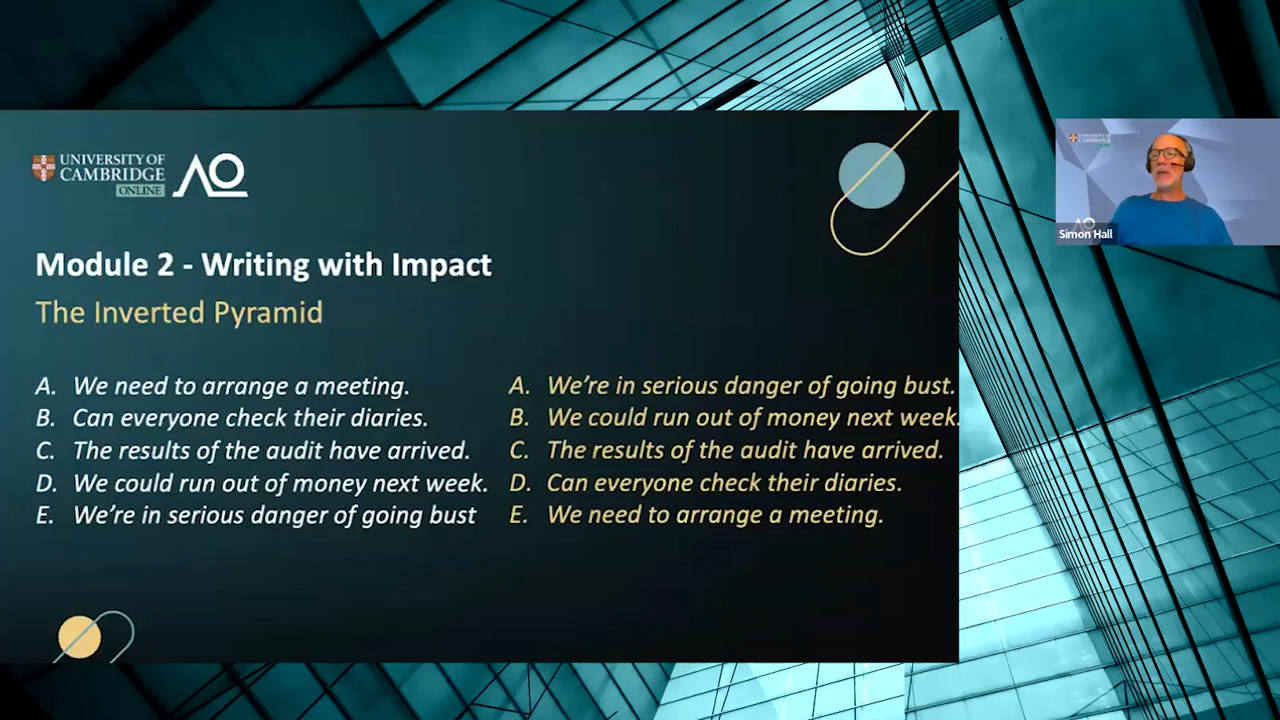 UNIVERSITY OF
CAMBRIDGE
ONLINE
Module 2 - Writing with Impact
The Inverted Pyramid
A. We need to arrange a meeting.
B. Can everyone check their diaries.
C. The results of the audit have arrived.
D. We could run out of money next week.
E. We're in serious danger of going bust
A. We’re in serious danger of going bust.
B. We could run out of money next week.
C. The results of the audit have arrived.
D. Can everyone check their diaries.
E. We need to arrange a meeting.
Simon Hall